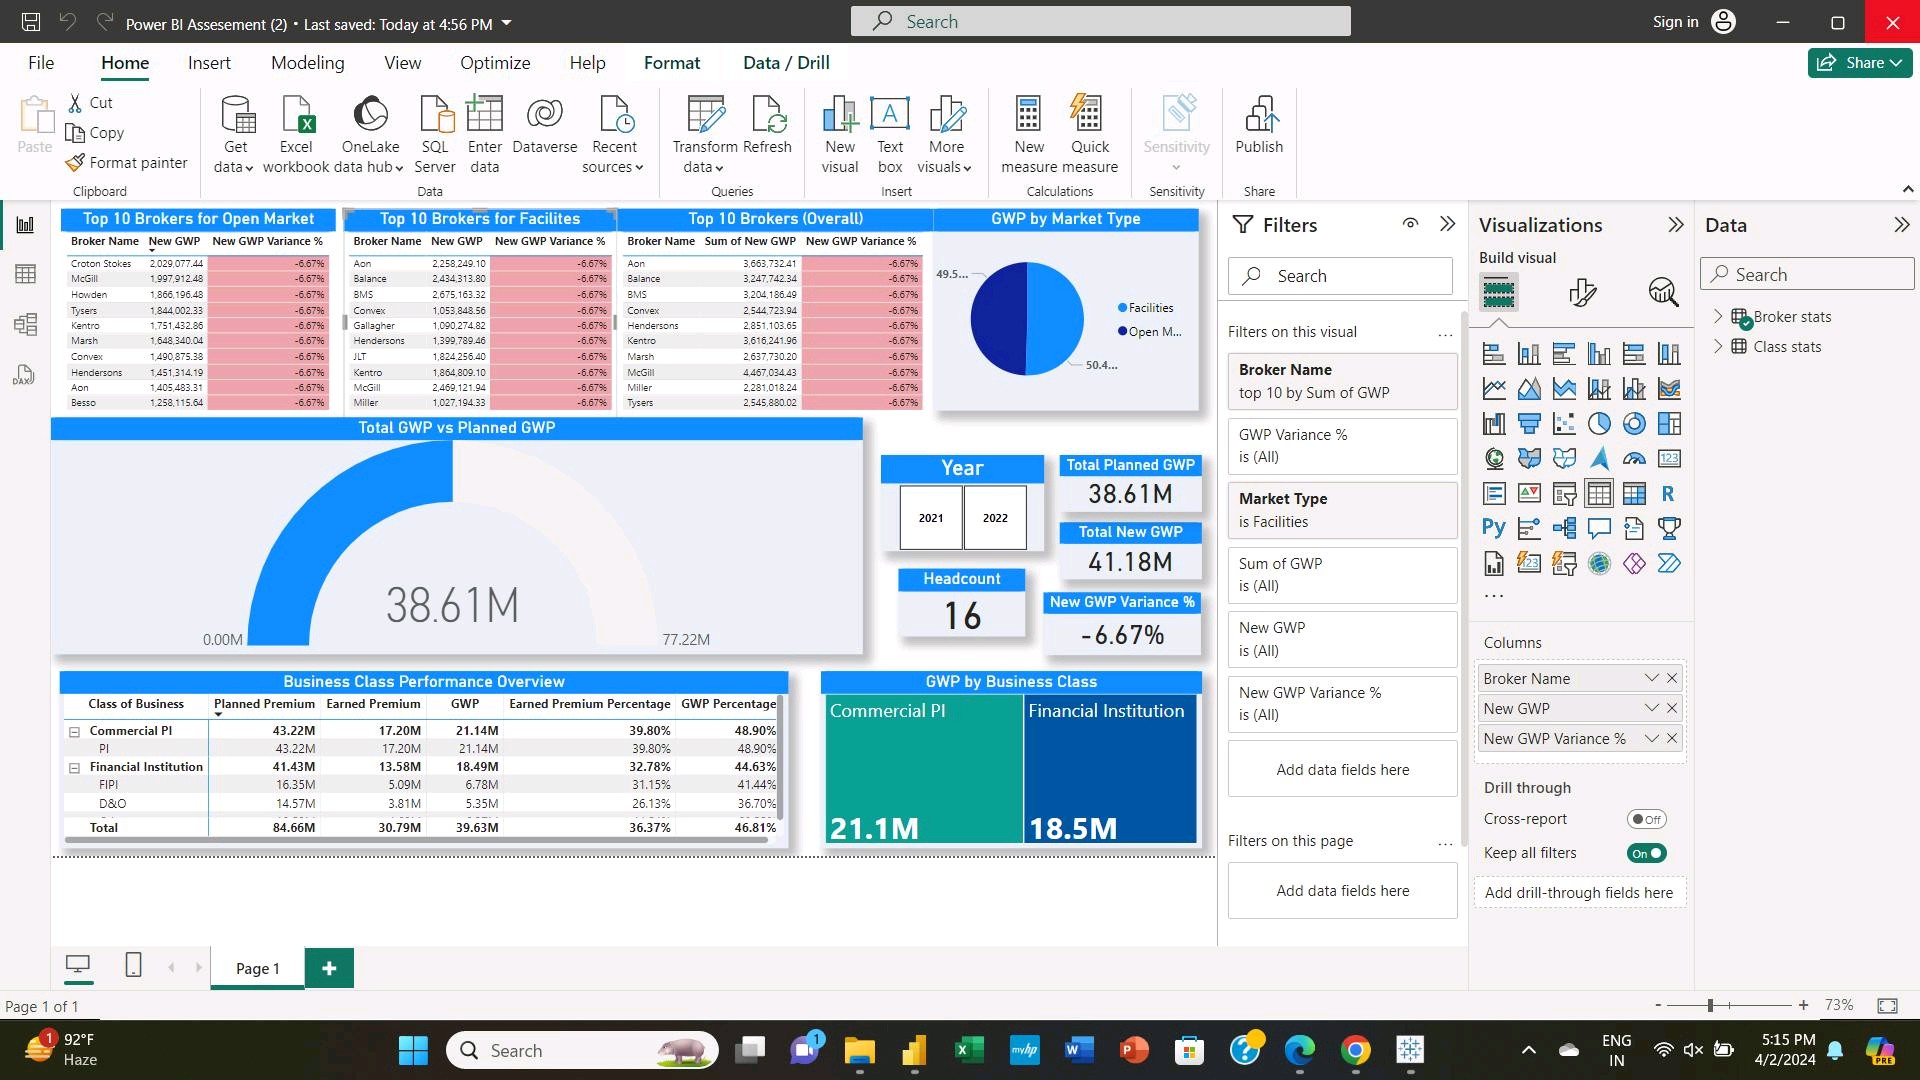 Power BI Assesement (2) • Last saved: Today at 4:56 PM
Search
Sign in
File Home Insert Modeling View Optimize Help Format Data / Drill
Share
Paste
Cut
Copy
Format painter
Clipboard
Get data
Excel workbook
OneLake data hub
SQL Server
Enter data
Dataverse
Recent sources
Data
Transform data
Refresh
Queries
New visual
Text box
More visuals
Insert
New measure
Quick measure
Calculations
Sensitivity
Sensitivity
Publish
Share
Top 10 Brokers for Open Market
Broker Name New GWP New GWP Variance %
Croton Stokes 2,029,077.44 -6.67%
McGill 1,997,912.48 -6.67%
Howden 1,866,196.48 -6.67%
Tysers 1,844,002.33 -6.67%
Kentro 1,751,432.86 -6.67%
Marsh 1,648,340.04 -6.67%
Convex 1,490,875.38 -6.67%
Hendersons 1,451,314.19 -6.67%
Aon 1,405,483.31 -6.67%
Besso 1,258,115.64 -6.67%
Top 10 Brokers for Facilites
Broker Name New GWP New GWP Variance %
Aon 2,258,249.10 -6.67%
Balance 2,434,313.80 -6.67%
BMS 2,675,163.32 -6.67%
Convex 1,053,848.56 -6.67%
Gallagher 1,090,274.82 -6.67%
Hendersons 1,399,789.46 -6.67%
JLT 1,824,256.40 -6.67%
Kentro 1,864,809.10 -6.67%
McGill 2,469,121.94 -6.67%
Miller 1,027,194.33 -6.67%
Top 10 Brokers (Overall)
Broker Name Sum of New GWP New GWP Variance %
Aon 3,663,732.41 -6.67%
Balance 3,247,742.34 -6.67%
BMS 3,204,186.49 -6.67%
Convex 2,544,723.94 -6.67%
Hendersons 2,851,103.65 -6.67%
Kentro 3,616,241.96 -6.67%
Marsh 2,637,730.20 -6.67%
McGill 4,467,034.43 -6.67%
Miller 2,281,018.24 -6.67%
Tysers 2,545,880.02 -6.67%
GWP by Market Type
49.5...
50.4...
Facilities
Open M...
Total GWP vs Planned GWP
38.61M
0.00M
77.22M
Year
2021 2022
Headcount
16
Total Planned GWP
38.61M
Total New GWP
41.18M
New GWP Variance %
-6.67%
Business Class Performance Overview
Class of Business Planned Premium Earned Premium GWP Earned Premium Percentage GWP Percentage
Commercial PI 43.22M 17.20M 21.14M 39.80% 48.90%
PI 43.22M 17.20M 21.14M 39.80% 48.90%
Financial Institution 41.43M 13.58M 18.49M 32.78% 44.63%
FIPI 16.35M 5.09M 6.78M 31.15% 41.44%
D&O 14.57M 3.81M 5.35M 26.13% 36.70%
Total 84.66M 30.79M 39.63M 36.37% 46.81%
GWP by Business Class
Commercial PI
21.1M
Financial Institution
18.5M
Filters
Search
Filters on this visual ...
Broker Name
top 10 by Sum of GWP
GWP Variance %
is (All)
Market Type
is Facilities
Sum of GWP
is (All)
New GWP
is (All)
New GWP Variance %
is (All)
Add data fields here
Filters on this page ...
Add data fields here
Visualizations
Build visual
123
R
Py
123
...
Columns
Broker Name
New GWP
New GWP Variance %
Drill through
Cross-report Off
Keep all filters On
Add drill-through fields here
Data
Search
Broker stats
Class stats
DAX
Page 1
Page 1 of 1
- + 73%
1
92°F
Haze
Search
1
X
myhp
W
P
?
ENG
IN
5:15 PM
4/2/2024
PRE